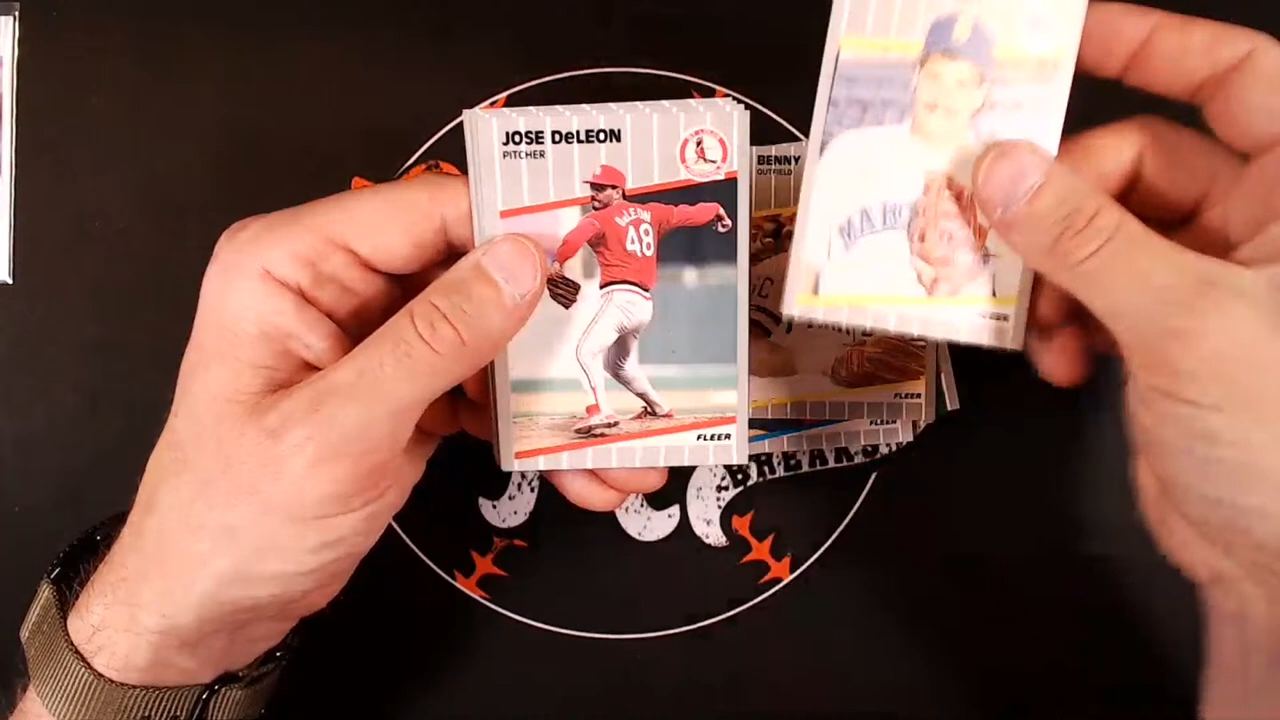 JOSE DeLEON
PITCHER
DeLEON
48
FLEER
BENNY
OUTFIELD
FLEER
FLEER
BREAKS